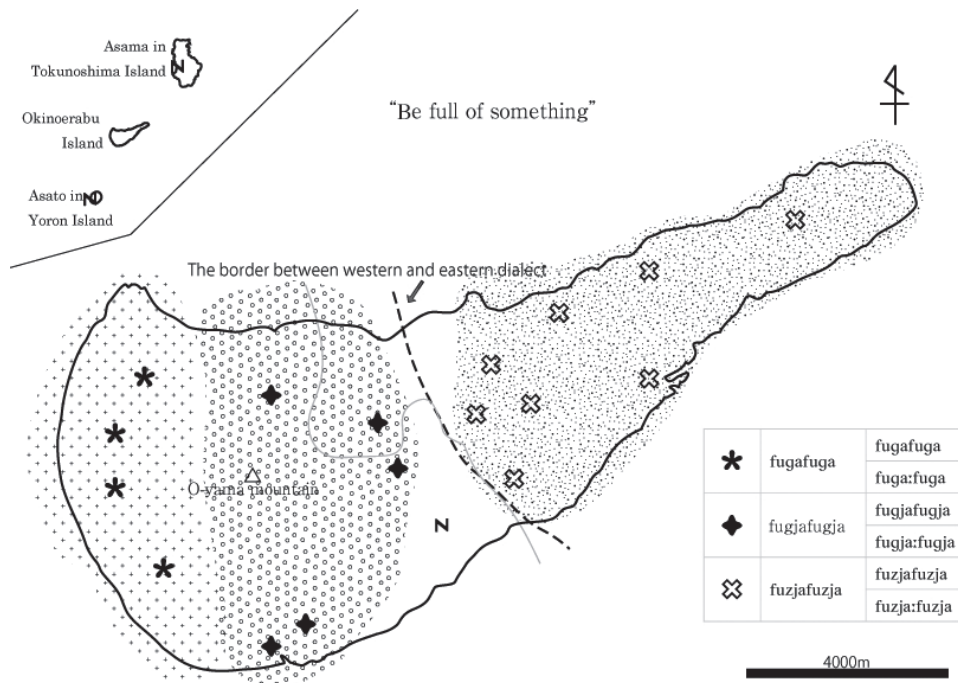 Asama in
Tokunoshima Island
N
Okinoerabu
Island
Asato in
N
Yoron Island
"Be full of something"
The border between western and eastern dialect
O-yama mountain
N
fugafuga
fugafuga
fuga:fuga
fugjafugja
fugjafugja
fugja:fugja
fuzjafuzja
fuzjafuzja
fuzja:fuzja
4000m